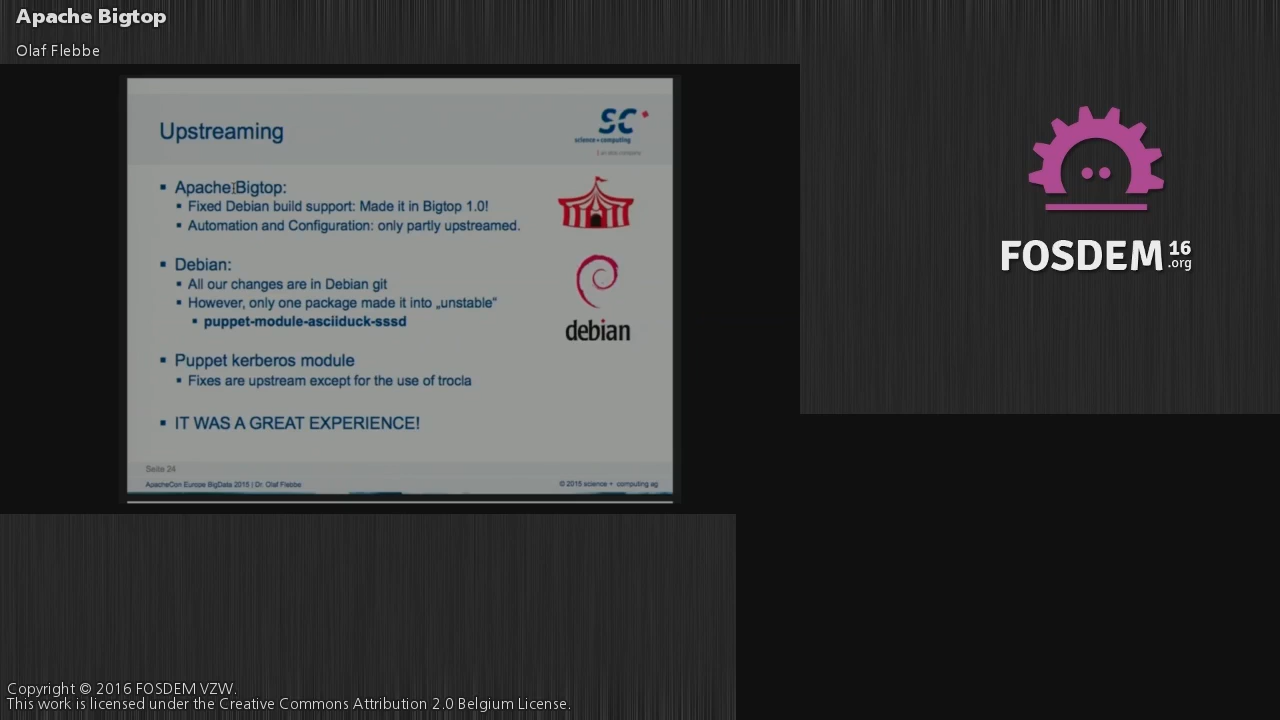 Apache Bigtop
Olaf Flebbe
Upstreaming
SC
science + computing
▪ Apache Bigtop:
▪ Fixed Debian build support: Made it in Bigtop 1.0!
▪ Automation and Configuration: only partly upstreamed.
▪ Debian:
▪ All our changes are in Debian git
▪ However, only one package made it into „unstable“
▪ puppet-module-asciiduck-sssd
debian
▪ Puppet kerberos module
▪ Fixes are upstream except for the use of trocla
▪ IT WAS A GREAT EXPERIENCE!
Seite 24
ApacheCon Europe BigData 2015 | Dr. Olaf Flebbe
© 2015 science + computing ag
FOSDEM 16
.org
Copyright © 2016 FOSDEM VZW.
This work is licensed under the Creative Commons Attribution 2.0 Belgium License.